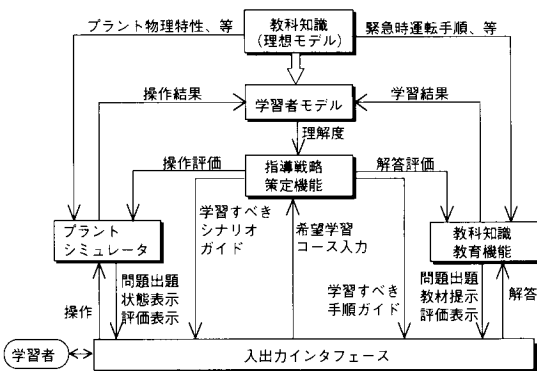 プラント物理特性、等
教科知識
(理想モデル)
緊急時運転手順、等
操作結果
学習者モデル
学習結果
理解度
操作評価
指導戦略
策定機能
解答評価
プラント
シミュレータ
学習すべき
シナリオ
ガイド
希望学習
コース入力
教科知識
教育機能
操作
問題出題
状態表示
評価表示
学習すべき
手順ガイド
問題出題
教材提示
評価表示
解答
学習者
入出力インタフェース